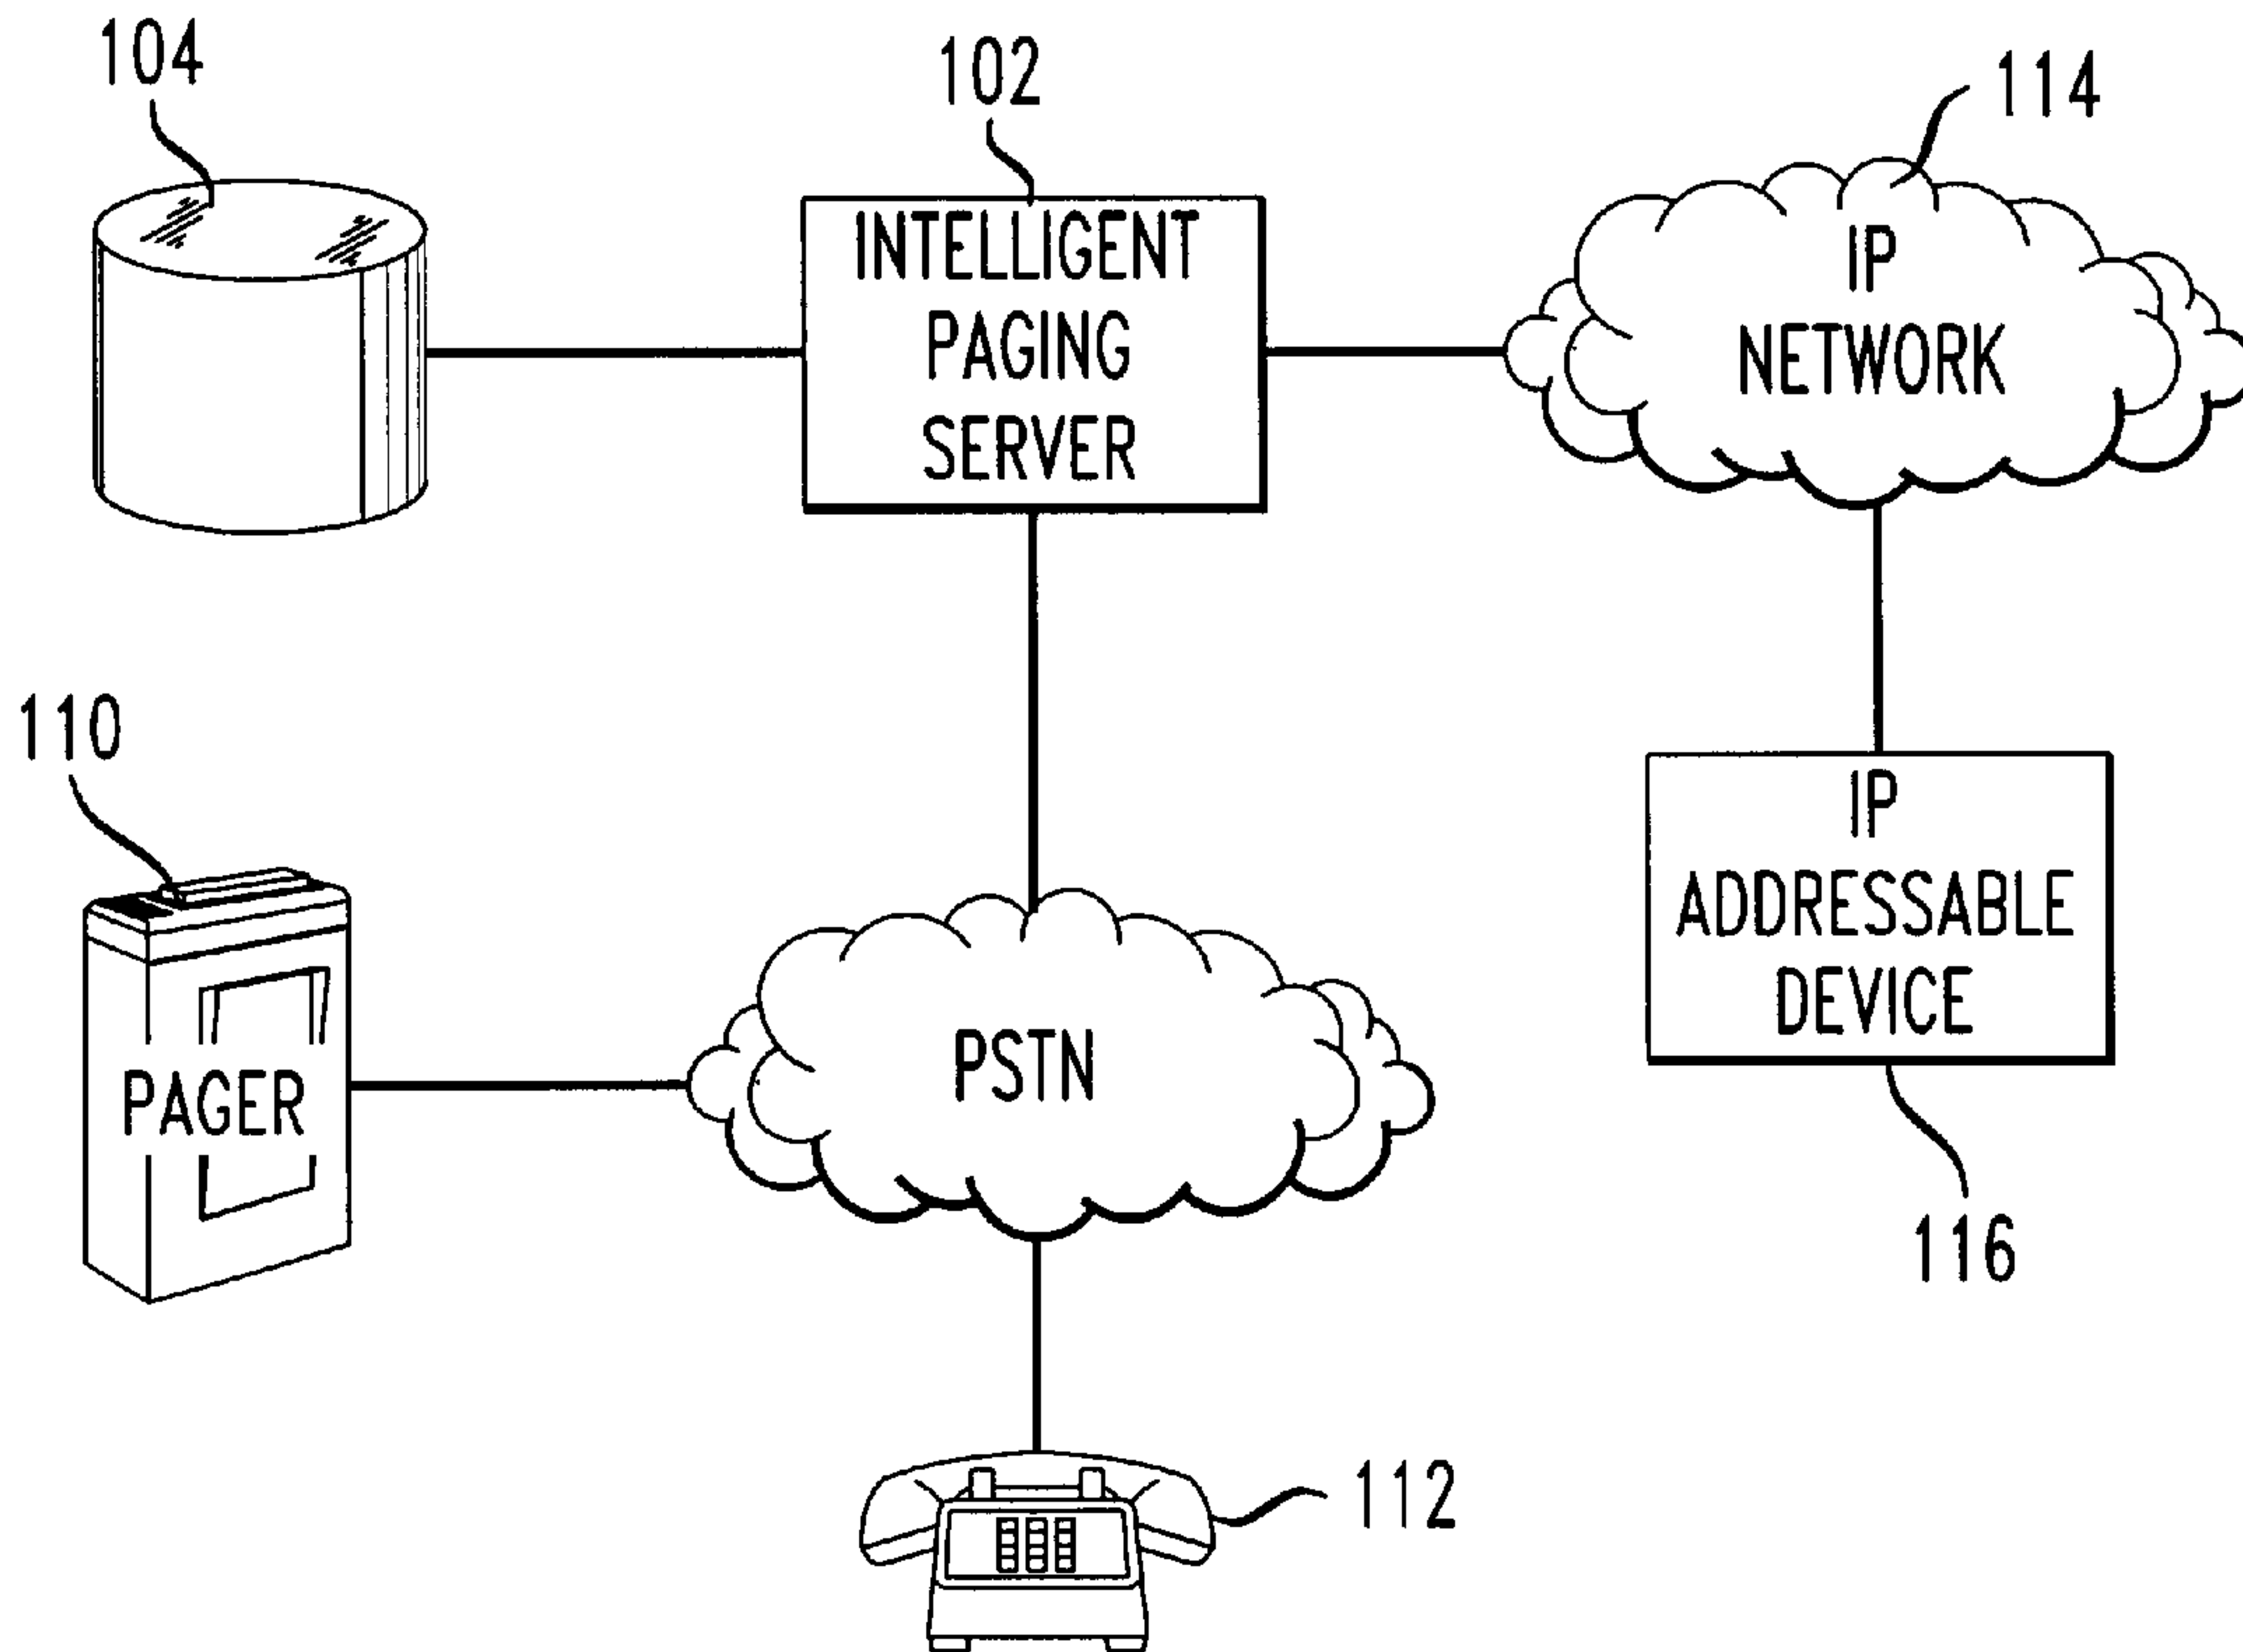 104
102
114
INTELLIGENT
PAGING
SERVER
IP
NETWORK
110
IP
ADDRESSABLE
DEVICE
PAGER
PSTN
116
112